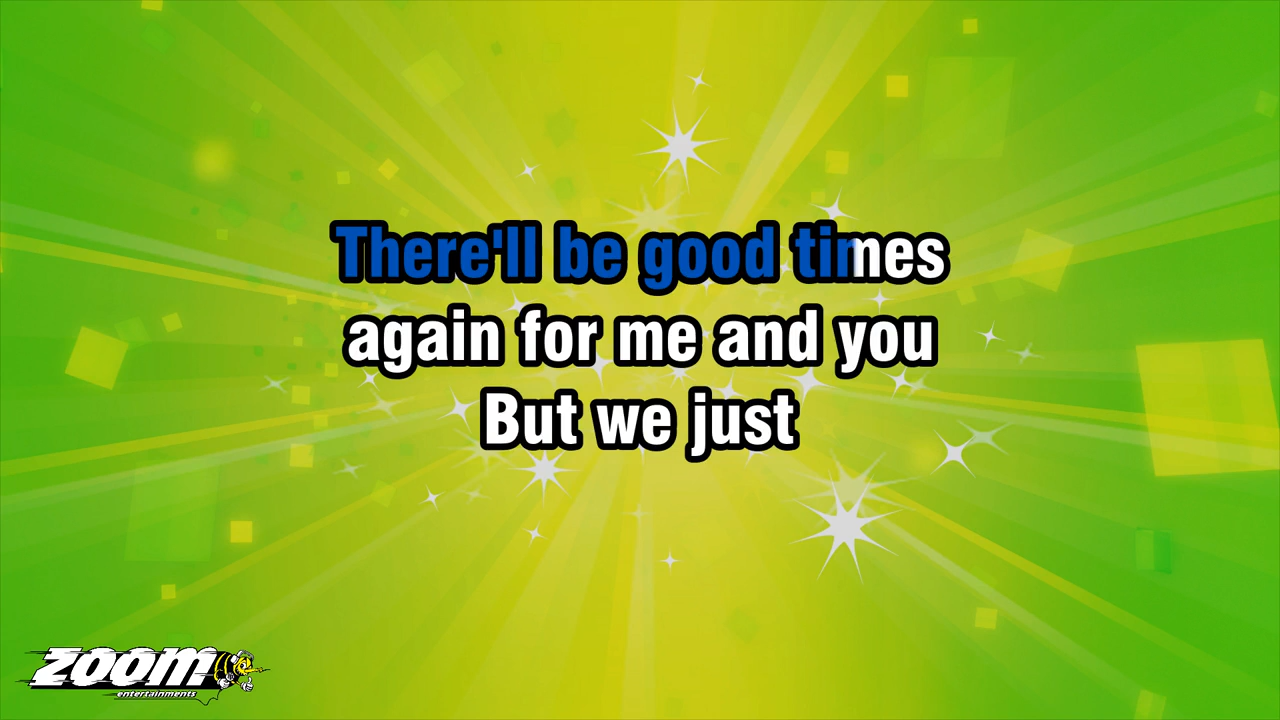 There'll be good times
again for me and you
But we just
zoom
entertainments